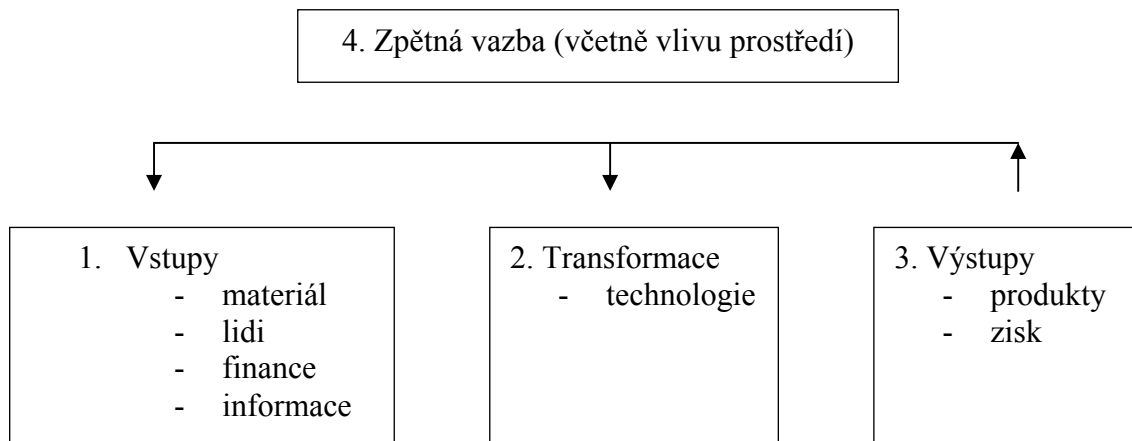 4. Zpětná vazba (včetně vlivu prostředí)
1. Vstupy
- materiál
- lidi
- finance
- informace
2. Transformace
- technologie
3. Výstupy
- produkty
- zisk